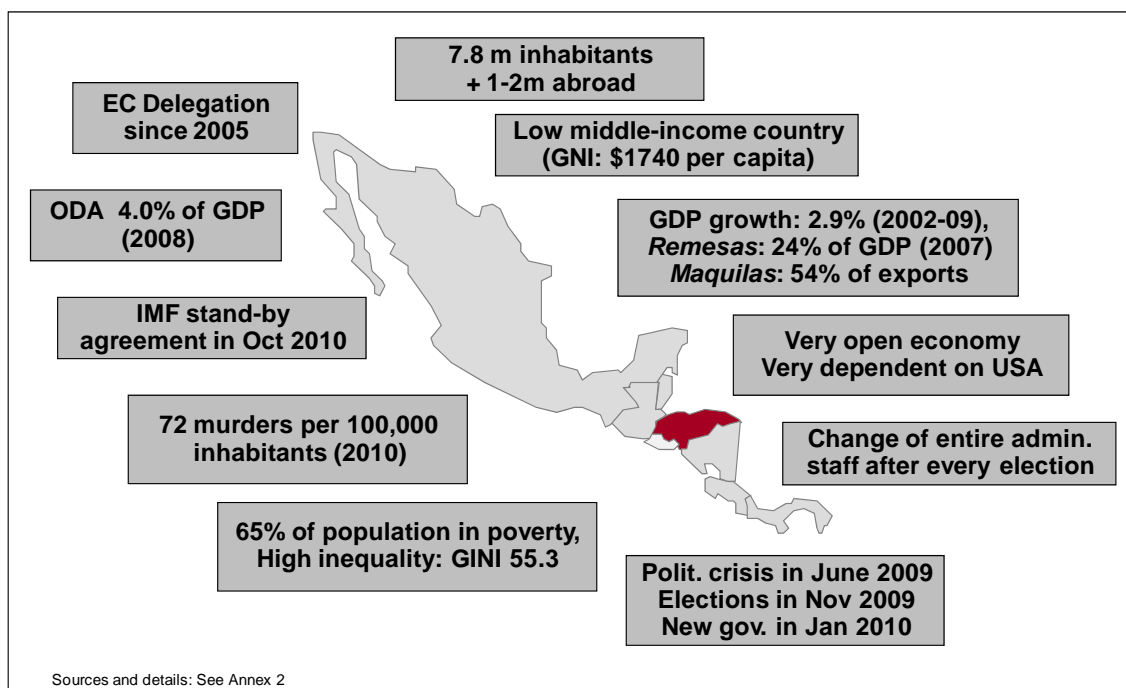 7.8 m inhabitants
+ 1-2m abroad
EC Delegation
since 2005
Low middle-income country
(GNI: $1740 per capita)
ODA 4.0% of GDP
(2008)
GDP growth: 2.9% (2002-09),
Remesas: 24% of GDP (2007)
Maquilas: 54% of exports
IMF stand-by
agreement in Oct 2010
Very open economy
Very dependent on USA
72 murders per 100,000
inhabitants (2010)
Change of entire admin.
staff after every election
65% of population in poverty,
High inequality: GINI 55.3
Polit. crisis in June 2009
Elections in Nov 2009
New gov. in Jan 2010
Sources and details: See Annex 2